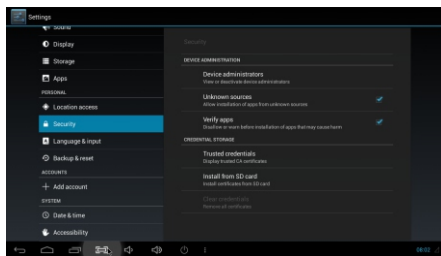 Settings
Sound
Display
Storage
Apps
PERSONAL
Location access
Security
Language & input
Backup & reset
ACCOUNTS
Add account
SYSTEM
Date & time
Accessibility
Security
DEVICE ADMINISTRATION
Device administrators
View or deactivate device administrators
Unknown sources
Allow installation of apps from unknown sources
Verify apps
Disallow or warn before installation of apps that may cause harm
CREDENTIAL STORAGE
Trusted credentials
Display trusted CA certificates
Install from SD card
Install certificates from SD card
Clear credentials
Remove all certificates